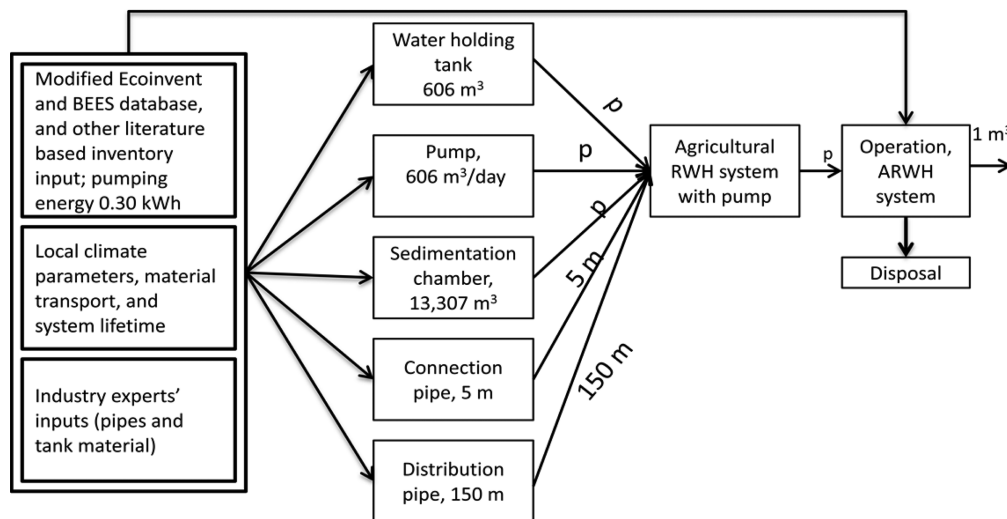 Modified Ecoinvent
and BEES database,
and other literature
based inventory
input; pumping
energy 0.30 kWh
Local climate
parameters, material
transport, and
system lifetime
Industry experts’
inputs (pipes and
tank material)
Water holding
tank
606 m³
Pump,
606 m³/day
Sedimentation
chamber,
13,307 m³
Connection
pipe, 5 m
Distribution
pipe, 150 m
p
p
p
5 m
150 m
Agricultural
RWH system
with pump
p
Operation,
ARWH
system
1 m³
Disposal